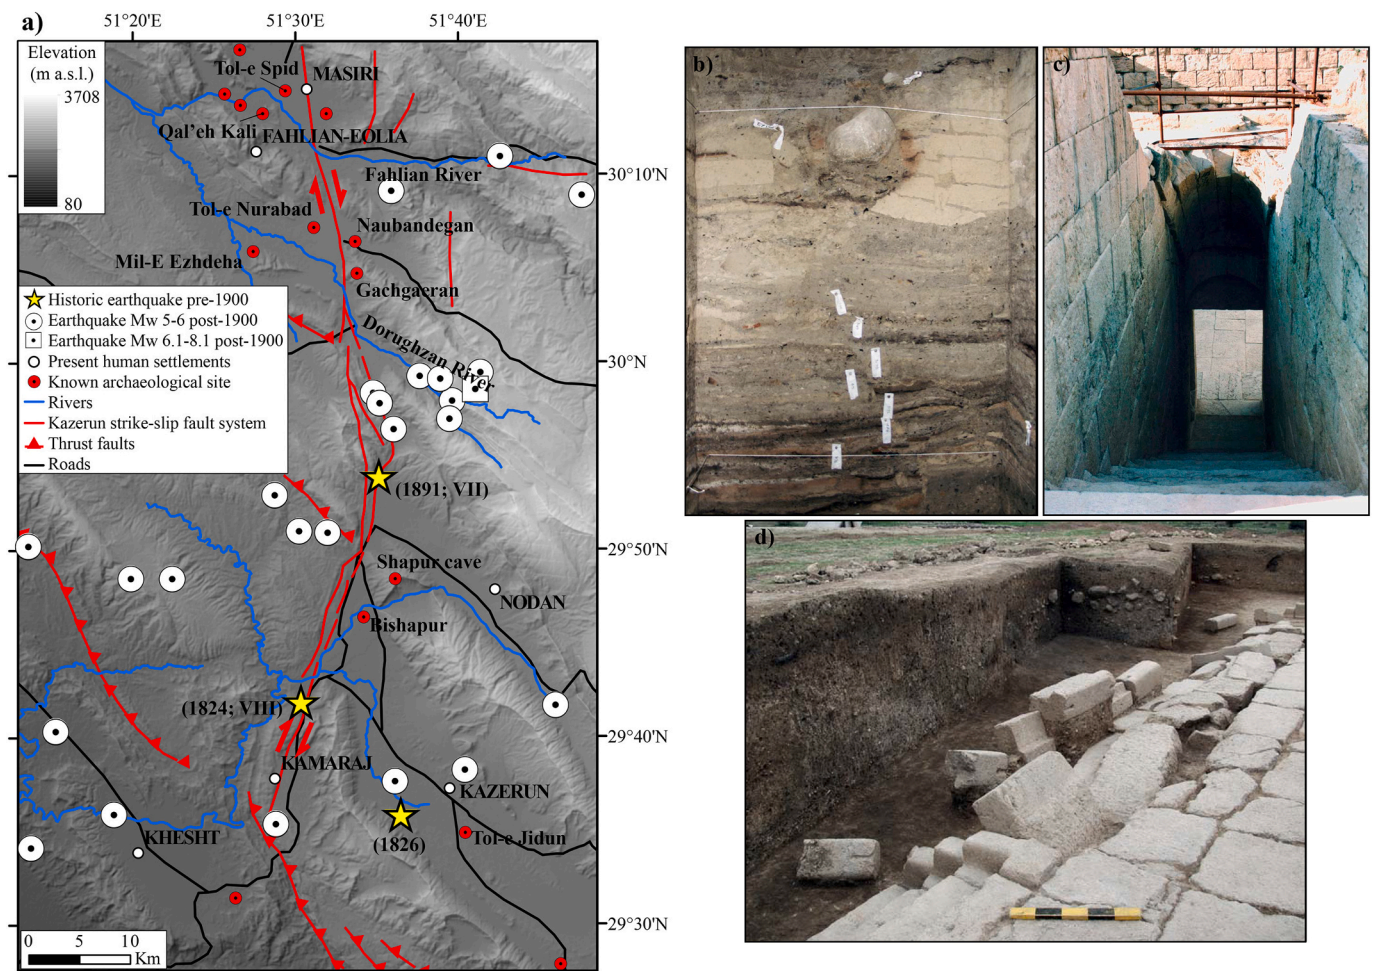 a)
51°20'E
51°30'E
51°40'E
Elevation
(m a.s.l.)
3708
80
Tol-e Spid
MASIRI
Qal'eh Kali
FAHLIAN-EOLIA
Fahlian River
30°10'N
Tol-e Nurabad
Naubandegan
Mil-E Ezhdeha
Gachgaeran
Historic earthquake pre-1900
Earthquake Mw 5-6 post-1900
Earthquake Mw 6.1-8.1 post-1900
Present human settlements
Known archaeological site
Rivers
Kazerun strike-slip fault system
Thrust faults
Roads
Dorughzan River
30°N
(1891; VII)
29°50'N
Shapur cave
NODAN
Bishapur
(1824; VIII)
29°40'N
KAMARAJ
KAZERUN
(1826)
Tol-e Jidun
KHESHT
29°30'N
0 5 10
Km
b)
c)
d)